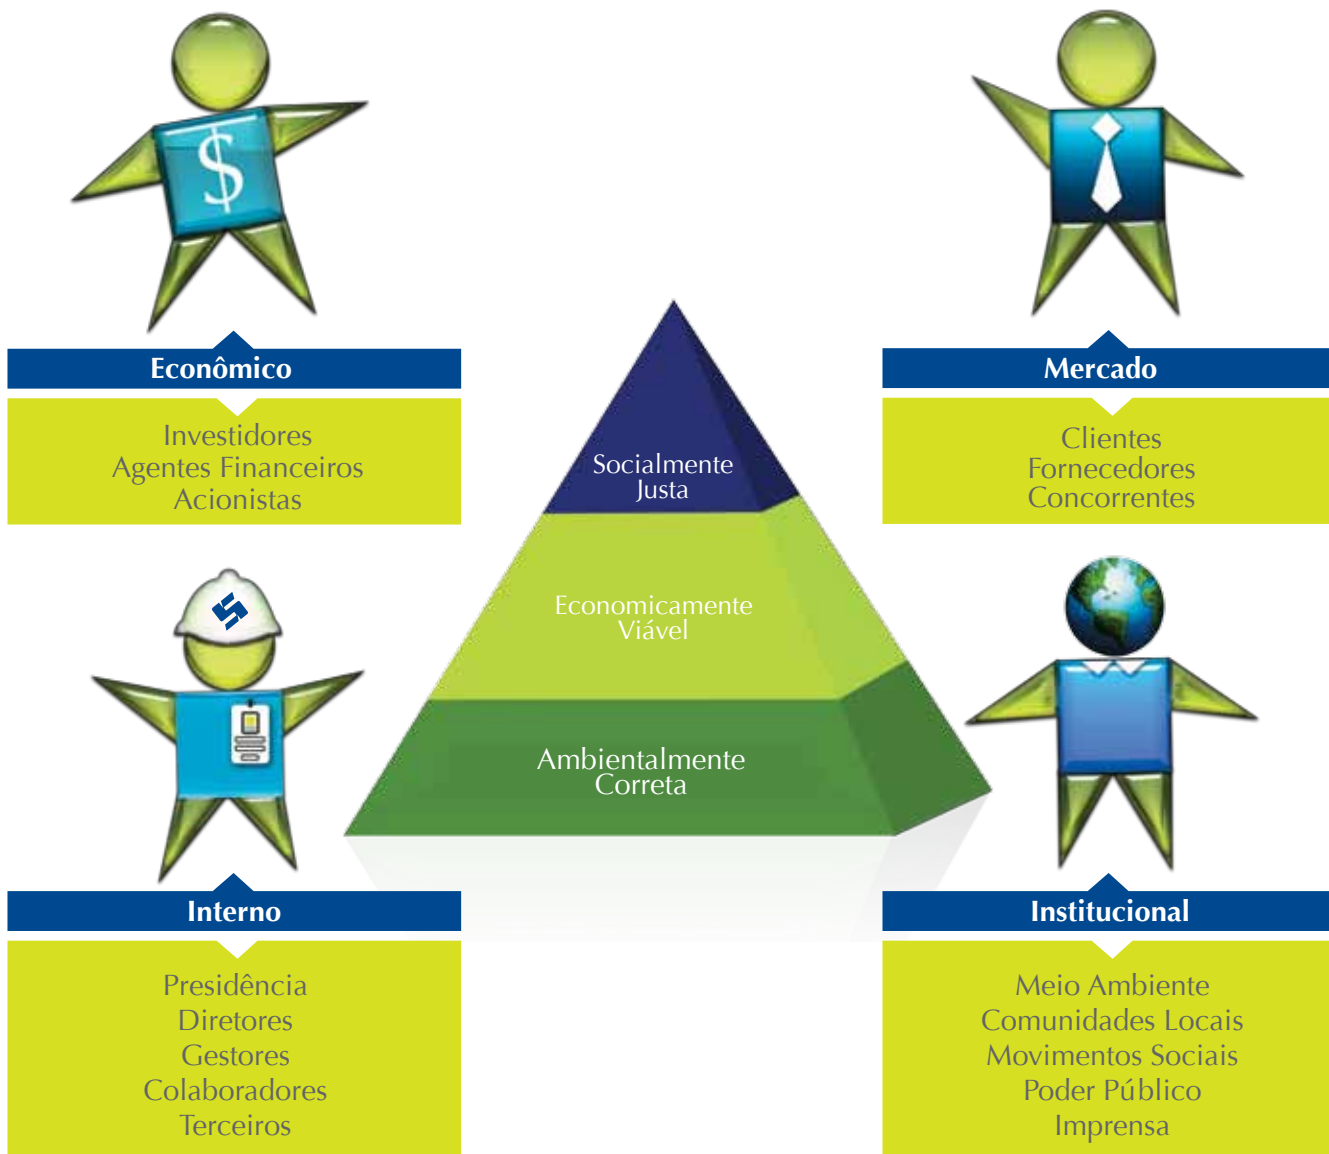 $
Econômico
Investidores
Agentes Financeiros
Acionistas
Mercado
Clientes
Fornecedores
Concorrentes
Socialmente
Justa
Economicamente
Viável
Ambientalmente
Correta
Interno
Presidência
Diretores
Gestores
Colaboradores
Terceiros
Institucional
Meio Ambiente
Comunidades Locais
Movimentos Sociais
Poder Público
Imprensa